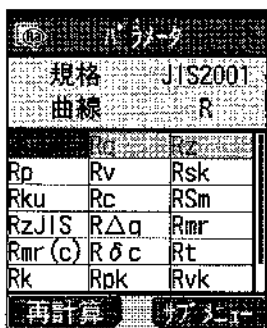 パラメータ
規格 JIS2001
曲線 R
Rq Rz
Rp Rv Rsk
Rku Rc RSm
RzJIS RΔq Rmr
Rmr(c) Rδc Rt
Rk Rpk Rvk
再計算 サブメニュー